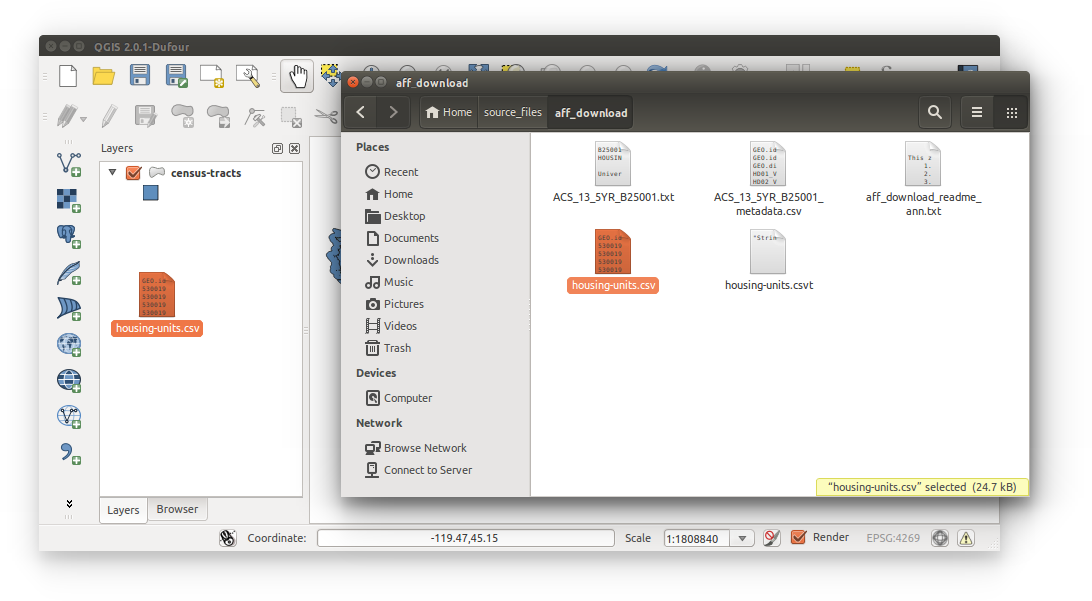 QGIS 2.0.1-Dufour
aff_download
Home
source_files
aff_download
Layers
census-tracts
GEO.id
530019
530019
530019
530019
housing-units.csv
Places
Recent
Home
Desktop
Documents
Downloads
Music
Pictures
Videos
Trash
Devices
Computer
Network
Browse Network
Connect to Server
B25001
HOUSIN
Univer
ACS_13_5YR_B25001.txt
GEO.id
GEO.id
GEO.di
HD01_V
HD02_V
ACS_13_5YR_B25001_
metadata.csv
This z
1.
2.
3.
aff_download_readme_
ann.txt
GEO.id
530019
530019
530019
530019
housing-units.csv
"Strin
housing-units.csvt
"housing-units.csv" selected (24.7 kB)
Layers
Browser
Coordinate:
-119.47,45.15
Scale
1:1808840
Render
EPSG:4269